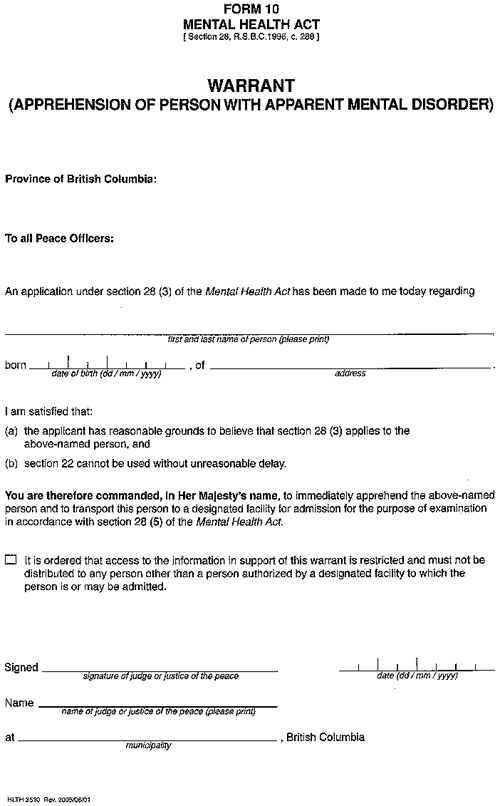 FORM 10
MENTAL HEALTH ACT
[ Section 28, R.S.B.C.1996, c. 288 ]
WARRANT
(APPREHENSION OF PERSON WITH APPARENT MENTAL DISORDER)
Province of British Columbia:
To all Peace Officers:
An application under section 28 (3) of the Mental Health Act has been made to me today regarding
first and last name of person (please print)
born , of .
date of birth (dd / mm / yyyy) address
I am satisfied that:
(a) the applicant has reasonable grounds to believe that section 28 (3) applies to the
above-named person, and
(b) section 22 cannot be used without unreasonable delay.
You are therefore commanded, in Her Majesty's name, to immediately apprehend the above-named
person and to transport this person to a designated facility for admission for the purpose of examination
in accordance with section 28 (5) of the Mental Health Act.
It is ordered that access to the information in support of this warrant is restricted and must not be
distributed to any person other than a person authorized by a designated facility to which the
person is or may be admitted.
Signed
signature of judge or justice of the peace date (dd / mm / yyyy)
Name
name of judge or justice of the peace (please print)
at , British Columbia
municipality
HLTH 3510 Rev. 2005/06/01